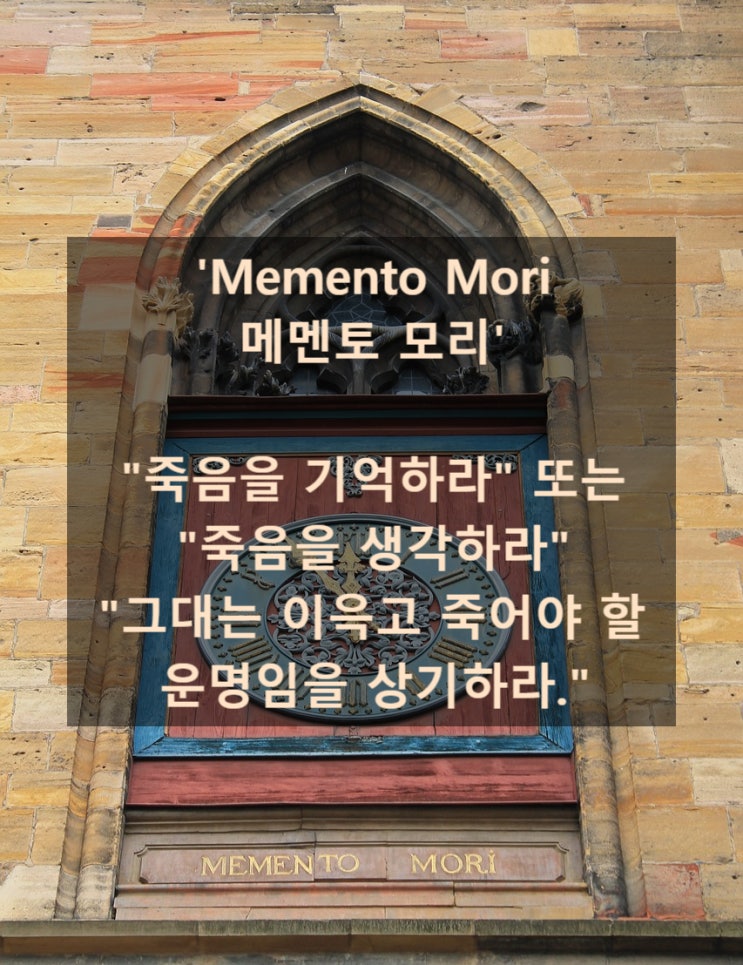 'Memento Mori
메멘토 모리'
"죽음을 기억하라" 또는
"죽음을 생각하라"
"그대는 이윽고 죽어야 할
운명임을 상기하라."
MEMENTO MORI